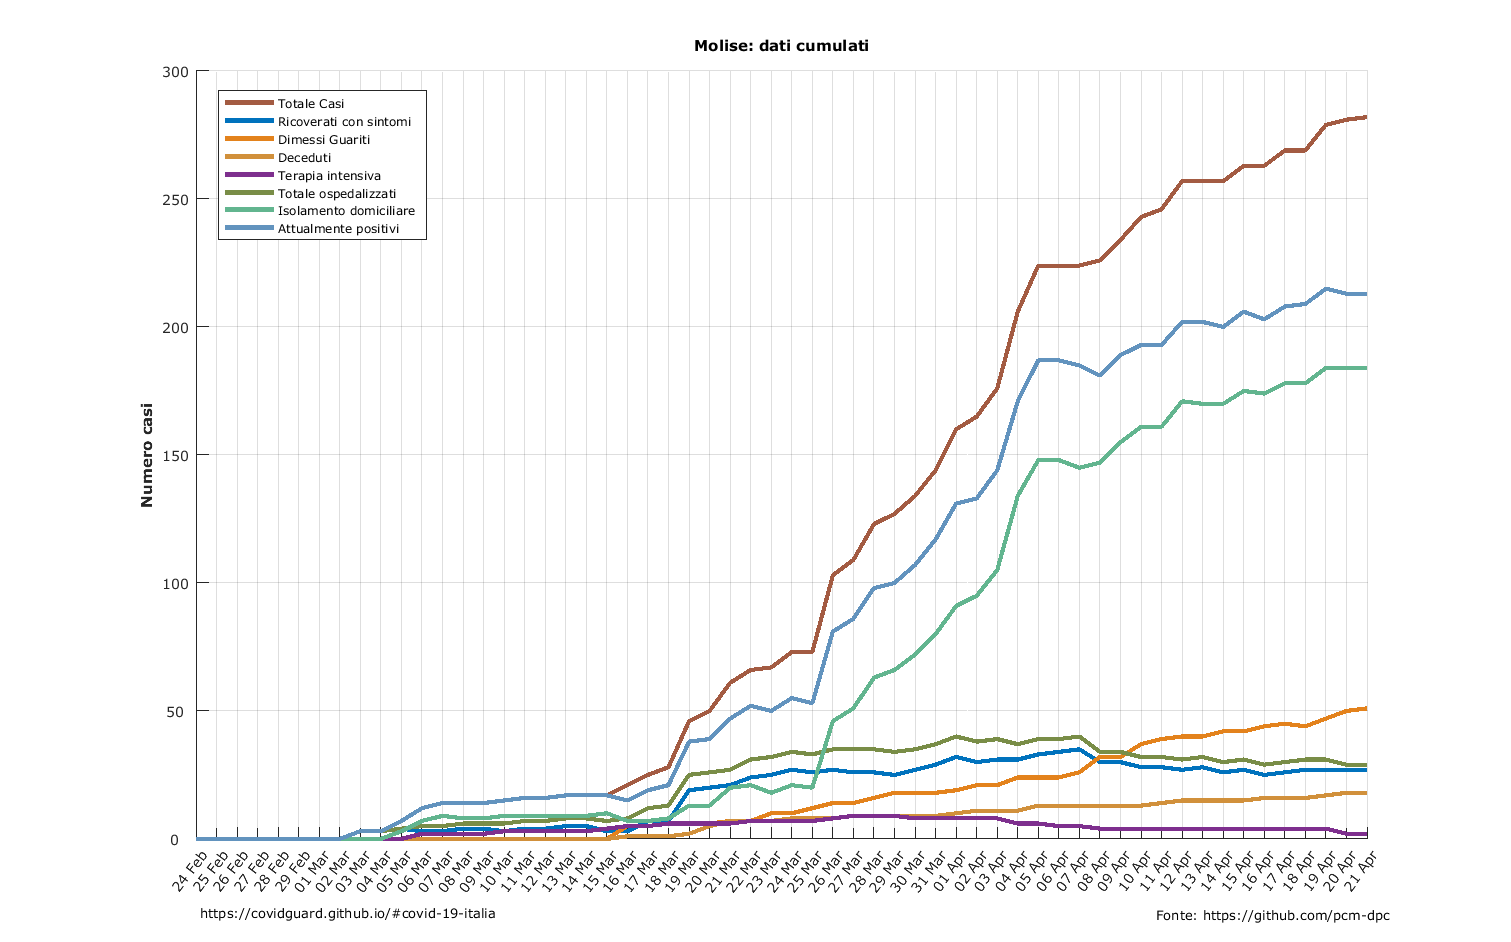 Molise: dati cumulati
300
250
200
150
100
50
0
Numero casi
Totale Casi
Ricoverati con sintomi
Dimessi Guariti
Deceduti
Terapia intensiva
Totale ospedalizzati
Isolamento domiciliare
Attualmente positivi
24 Feb
25 Feb
26 Feb
27 Feb
28 Feb
29 Feb
01 Mar
02 Mar
03 Mar
04 Mar
05 Mar
06 Mar
07 Mar
08 Mar
09 Mar
10 Mar
11 Mar
12 Mar
13 Mar
14 Mar
15 Mar
16 Mar
17 Mar
18 Mar
19 Mar
20 Mar
21 Mar
22 Mar
23 Mar
24 Mar
25 Mar
26 Mar
27 Mar
28 Mar
29 Mar
30 Mar
31 Mar
01 Apr
02 Apr
03 Apr
04 Apr
05 Apr
06 Apr
07 Apr
08 Apr
09 Apr
10 Apr
11 Apr
12 Apr
13 Apr
14 Apr
15 Apr
16 Apr
17 Apr
18 Apr
19 Apr
20 Apr
21 Apr
https://covidguard.github.io/#covid-19-italia
Fonte: https://github.com/pcm-dpc